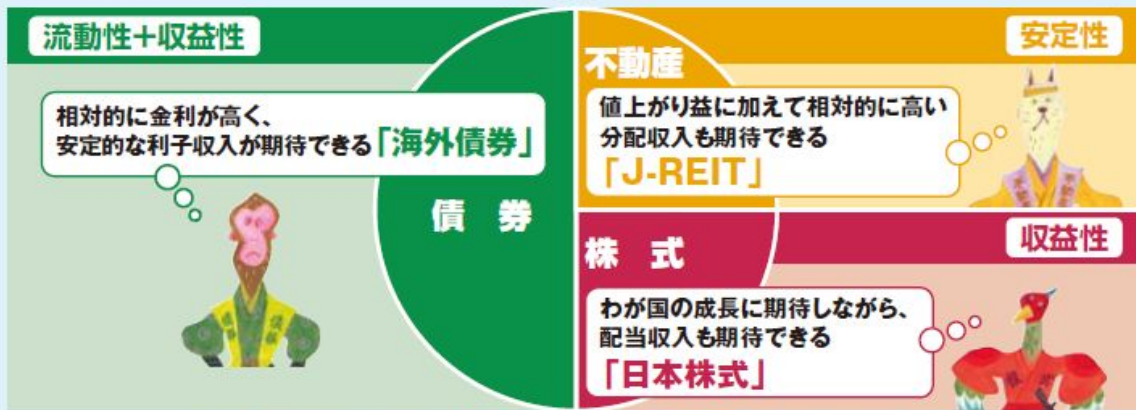 流動性+収益性
相対的に金利が高く、
安定的な利子収入が期待できる「海外債券」
債 券
不動産
安定性
値上がり益に加えて相対的に高い
分配収入も期待できる
「J-REIT」
株 式
収益性
わが国の成長に期待しながら、
配当収入も期待できる
「日本株式」